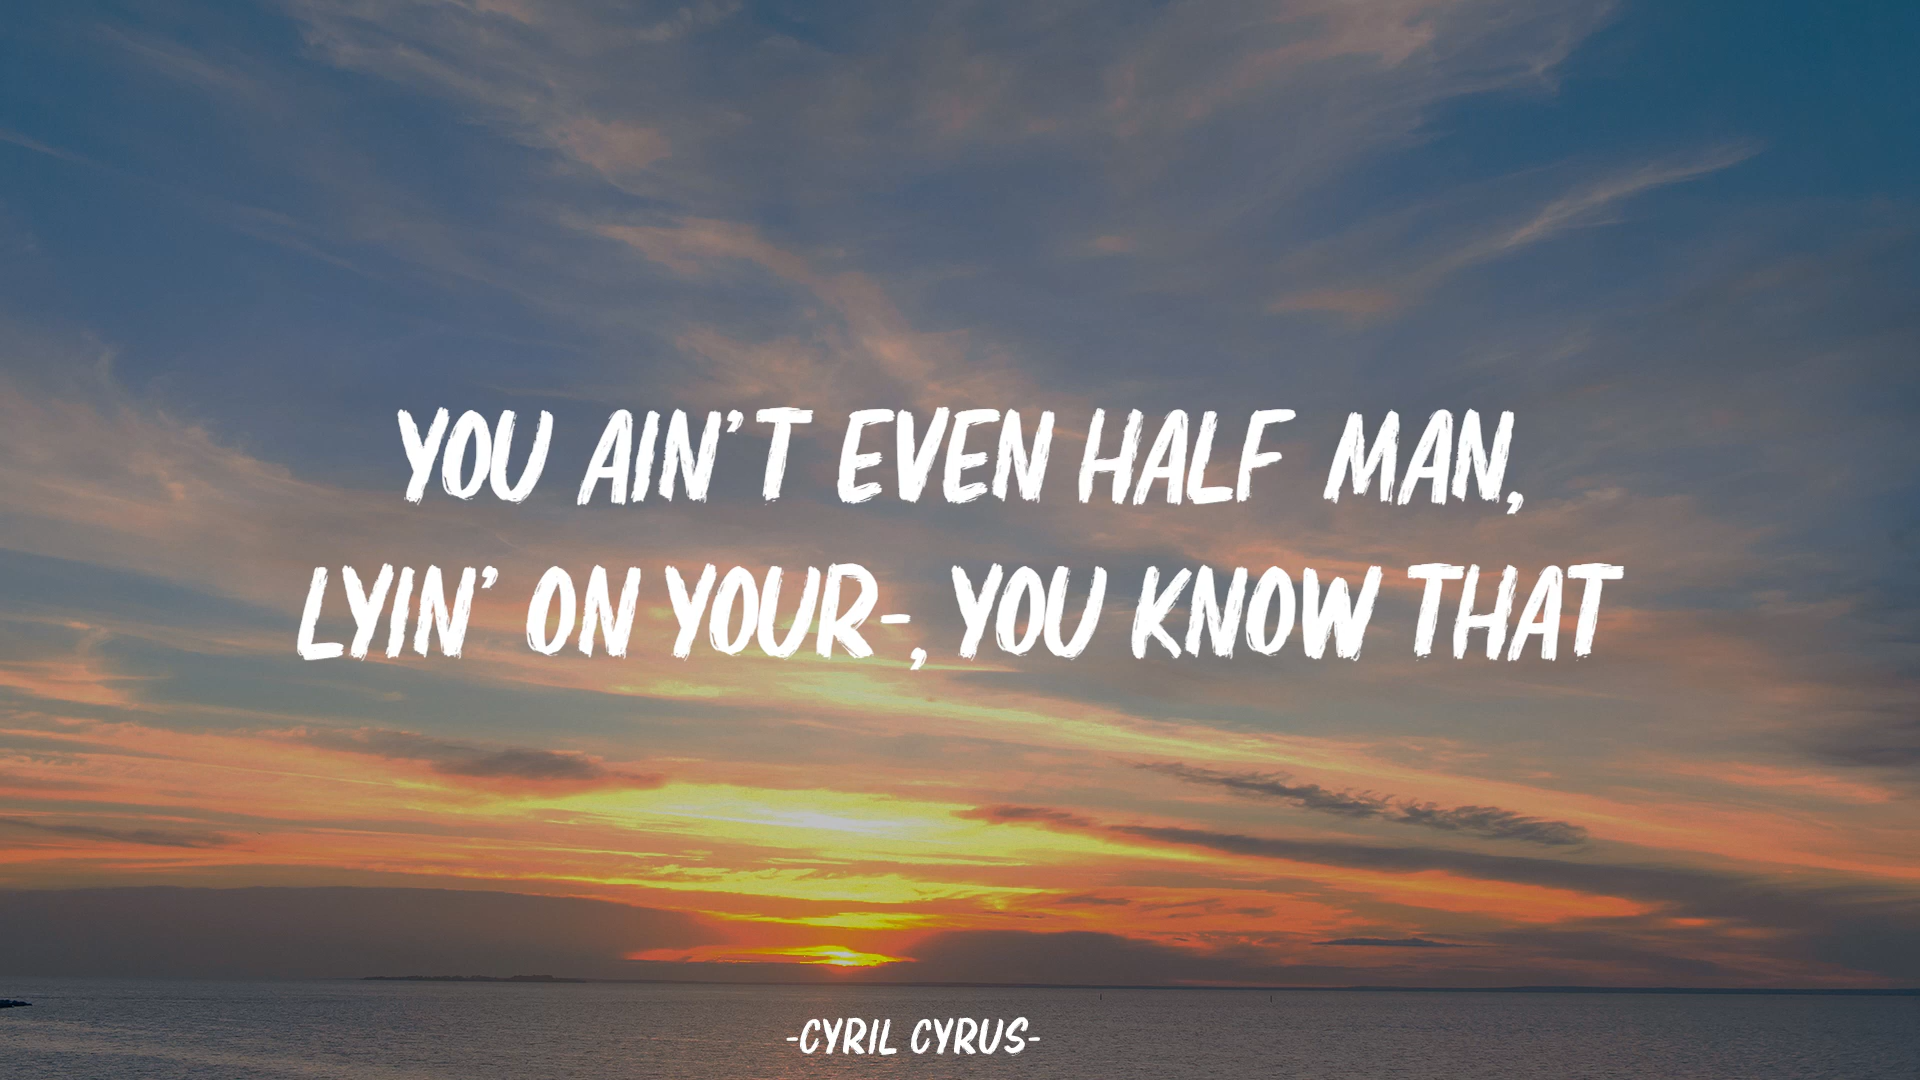 YOU AIN'T EVEN HALF MAN,
LYIN' ON YOUR-, YOU KNOW THAT
-CYRIL CYRUS-